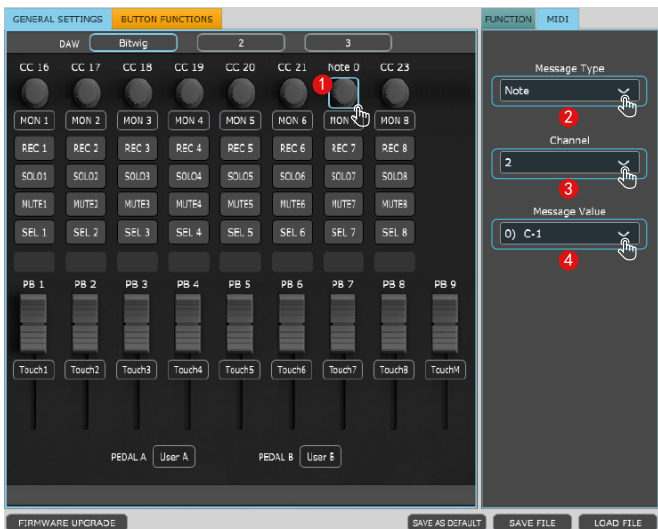 GENERAL SETTINGS BUTTON FUNCTIONS FUNCTION MIDI
DAW Bitwig 2 3
CC 16 CC 17 CC 18 CC 19 CC 20 CC 21 Note 0 CC 23
1
MON 1 MON 2 MON 3 MON 4 MON 5 MON 6 MON MON 8
REC 1 REC 2 REC 3 REC 4 REC 5 REC 6 REC 7 REC 8
SOLO1 SOLO2 SOLO3 SOLO4 SOLO5 SOLO6 SOLO7 SOLO8
MUTE1 MUTE2 MUTE3 MUTE4 MUTE5 MUTE6 MUTE7 MUTE8
SEL 1 SEL 2 SEL 3 SEL 4 SEL 5 SEL 6 SEL 7 SEL 8
PB 1 PB 2 PB 3 PB 4 PB 5 PB 6 PB 7 PB 8 PB 9
Touch1 Touch2 Touch3 Touch4 Touch5 Touch6 Touch7 Touch8 TouchM
PEDAL A User A PEDAL B User B
Message Type
Note
2
Channel
2
3
Message Value
0) C-1
4
FIRMWARE UPGRADE SAVE AS DEFAULT SAVE FILE LOAD FILE